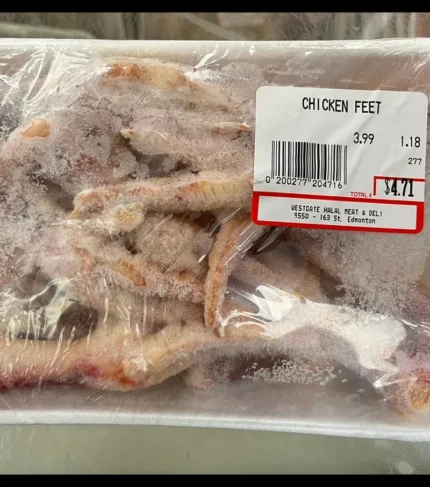 CHICKEN FEET
3.99 1.18
277
0 200277 204716
TOTAL $ $4.71
WESTGATE HALAL MEAT & DELI
9550 - 163 St. Edmonton